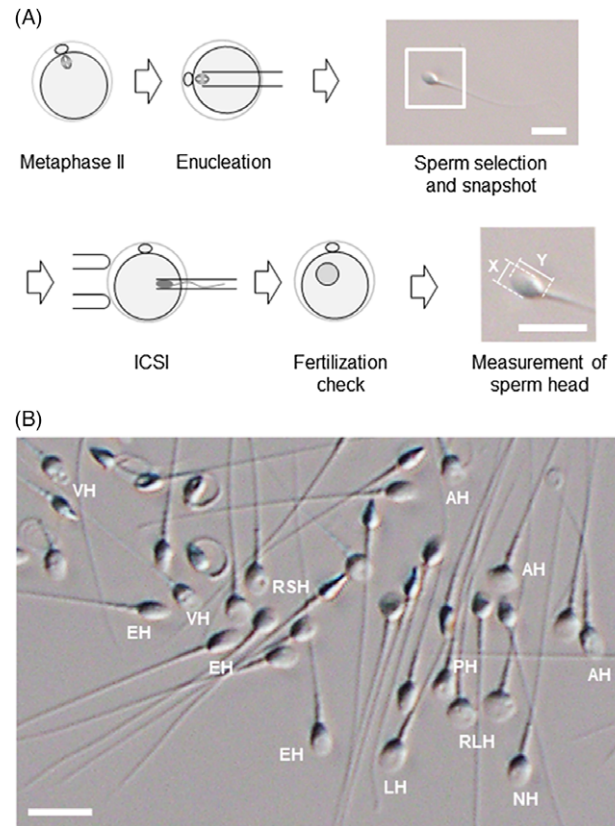 (A)
Metaphase II
Enucleation
Sperm selection
and snapshot
ICSI
Fertilization
check
X
Y
Measurement of
sperm head
(B)
VH
AH
VH
RSH
AH
EH
EH
PH
AH
EH
RLH
LH
NH